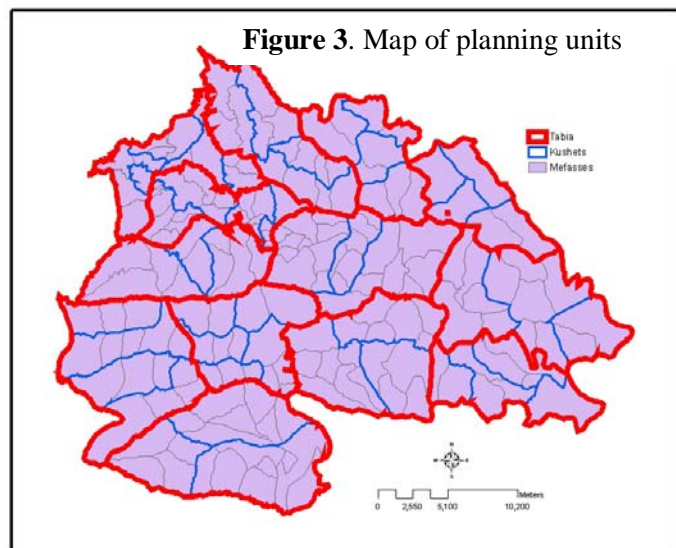 Figure 3. Map of planning units
Tabia
Kushets
Mefasses
N
W E
S
Meters
0 2,550 5,100 10,200